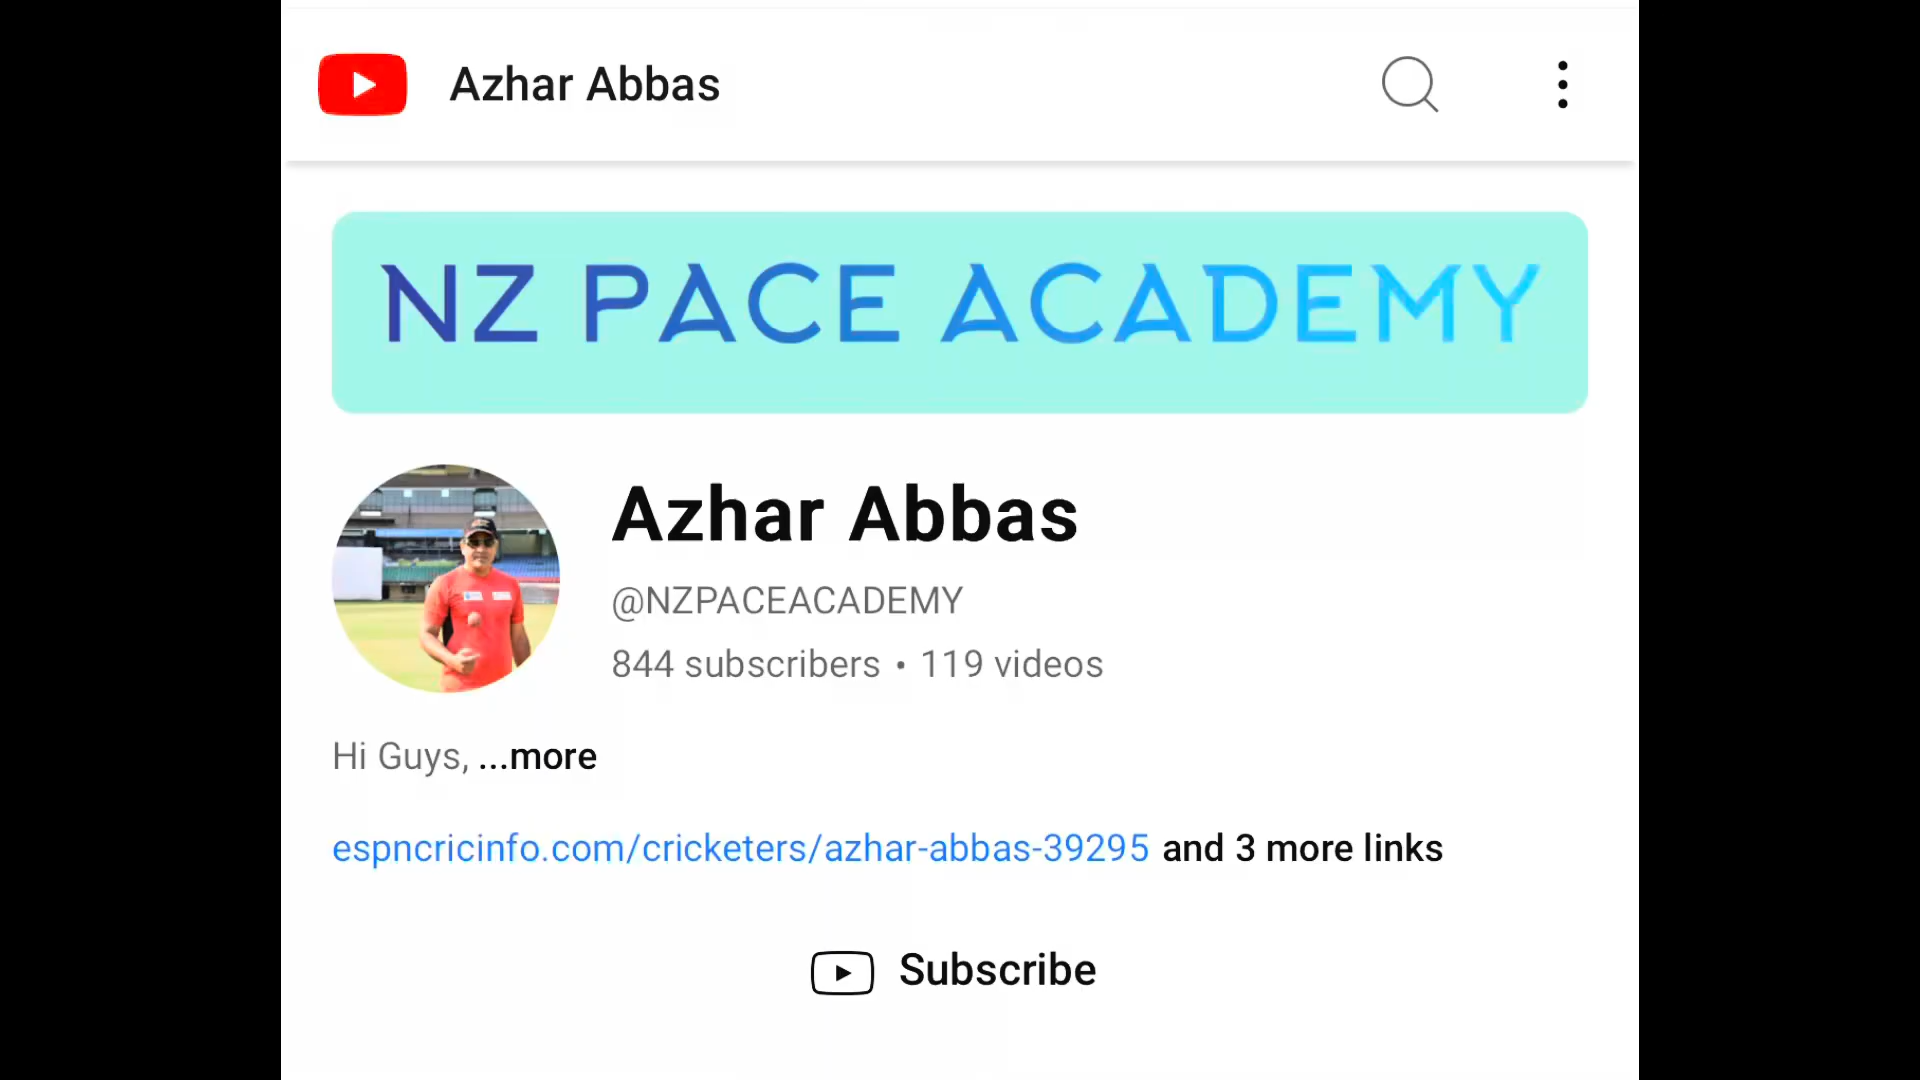 Azhar Abbas
NZ PACE ACADEMY
Azhar Abbas
@NZPACEACADEMY
844 subscribers • 119 videos
Hi Guys, ...more
espncricinfo.com/cricketers/azhar-abbas-39295 and 3 more links
Subscribe